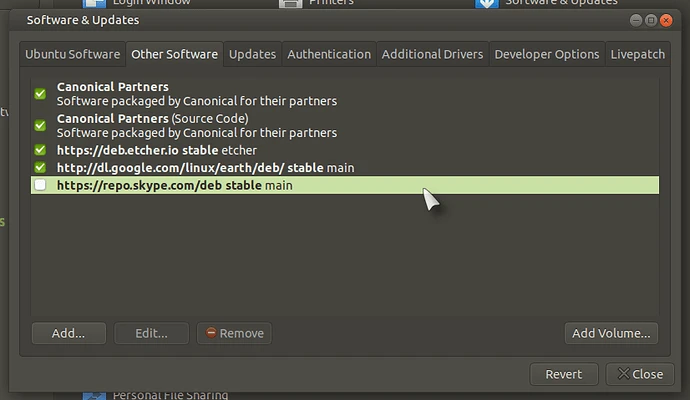 Login Window
Printers
Software & Updates
Software & Updates
Ubuntu Software
Other Software
Updates
Authentication
Additional Drivers
Developer Options
Livepatch
Canonical Partners
Software packaged by Canonical for their partners
Canonical Partners (Source Code)
Software packaged by Canonical for their partners
https://deb.etcher.io stable etcher
http://dl.google.com/linux/earth/deb/ stable main
https://repo.skype.com/deb stable main
Add...
Edit...
Remove
Add Volume...
Revert
Close
Personal File Sharing